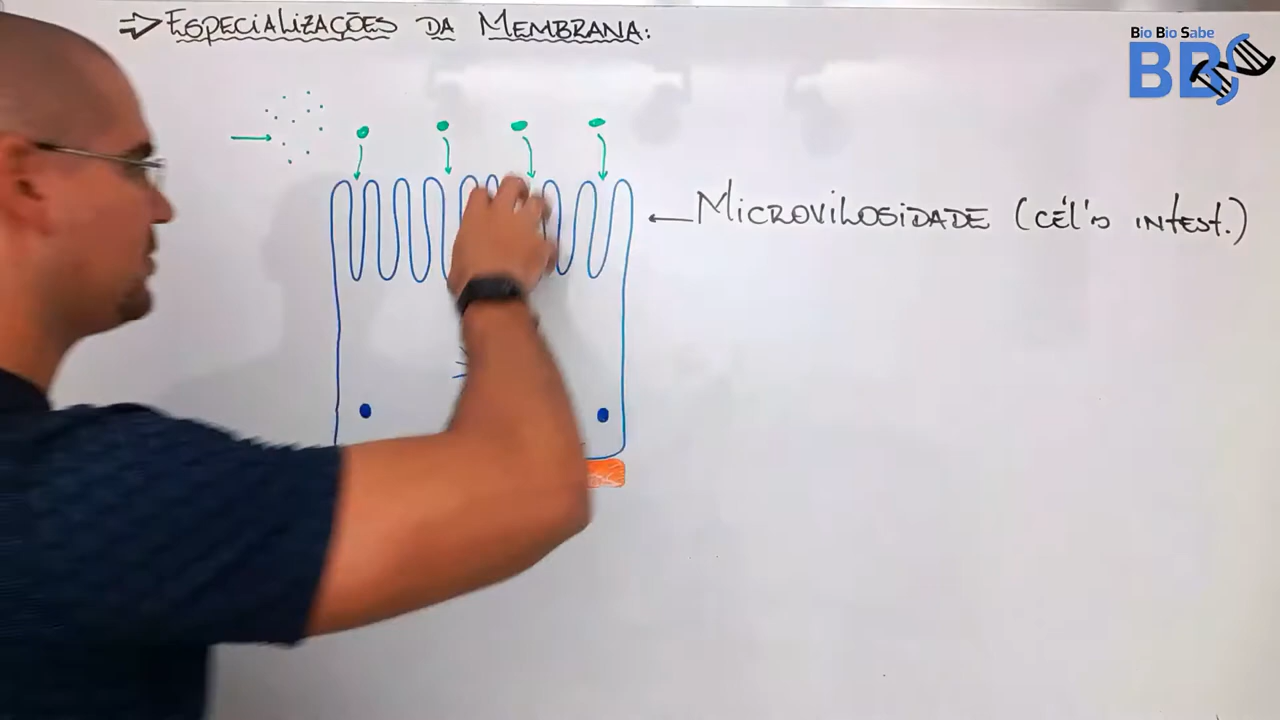 ⇒ Especializações da Membrana:
Bio Bio Sabe
BBS
← Microvilosidade (cél's intest.)